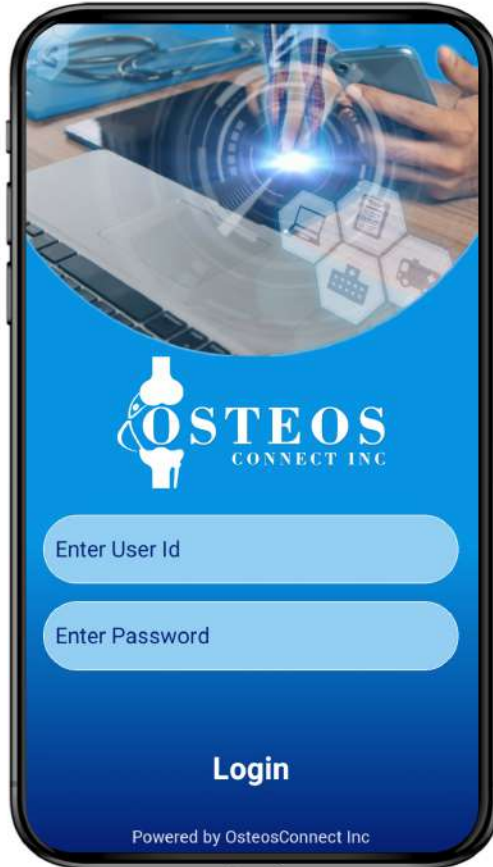 OSTEOS
CONNECT INC
Enter User Id
Enter Password
Login
Powered by OsteosConnect Inc